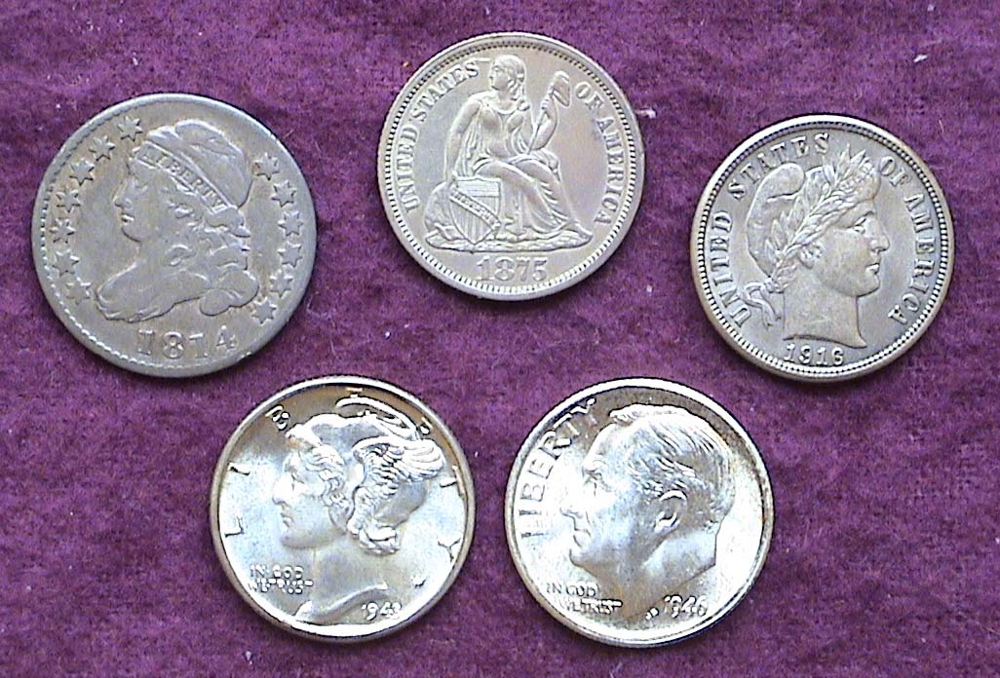 LIBERTY
1814
UNITED STATES OF AMERICA
1875
UNITED STATES OF AMERICA
1916
LIBERTY
IN GOD
WE TRUST
LIBERTY
IN GOD
WE TRUST
1946